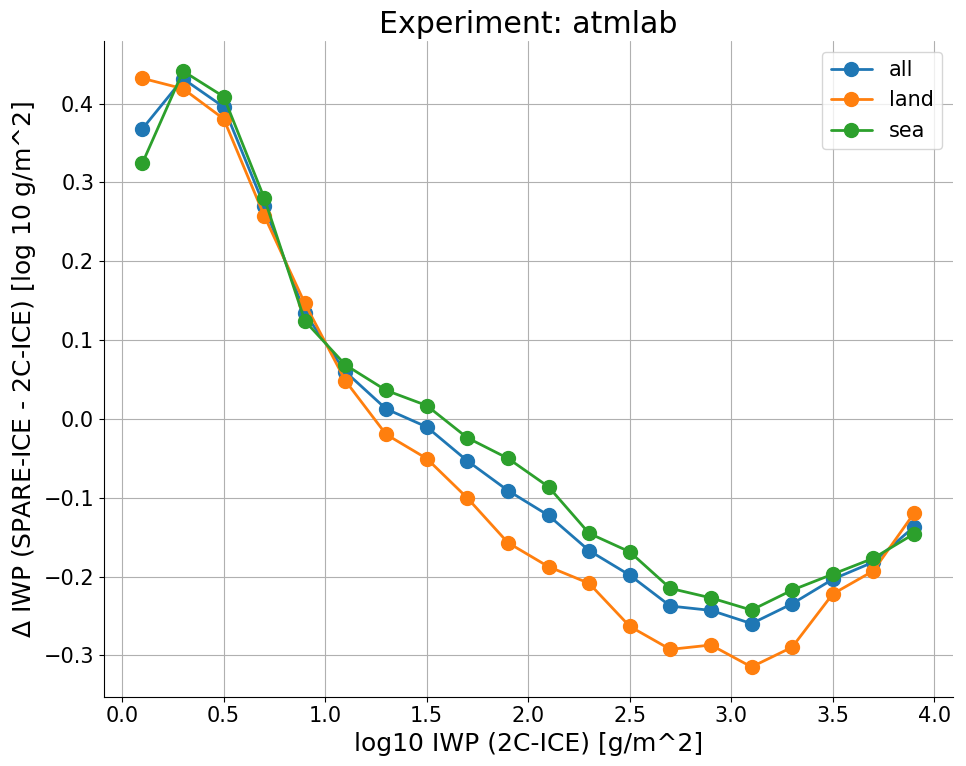 Experiment: atmlab
all
land
sea
Δ IWP (SPARE-ICE - 2C-ICE) [log 10 g/m^2]
0.4
0.3
0.2
0.1
0.0
−0.1
−0.2
−0.3
0.0 0.5 1.0 1.5 2.0 2.5 3.0 3.5 4.0
log10 IWP (2C-ICE) [g/m^2]